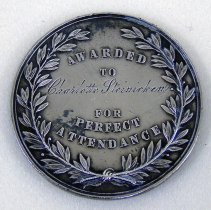 AWARDED
TO
Charlotte
FOR
PERFECT
ATTENDANCE